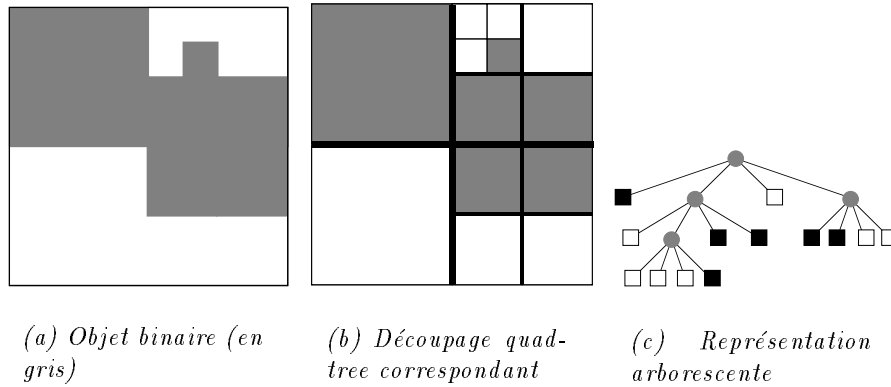 (a) Objet binaire (en
gris)
(b) Découpage quad-
tree correspondant
(c) Représentation
arborescente